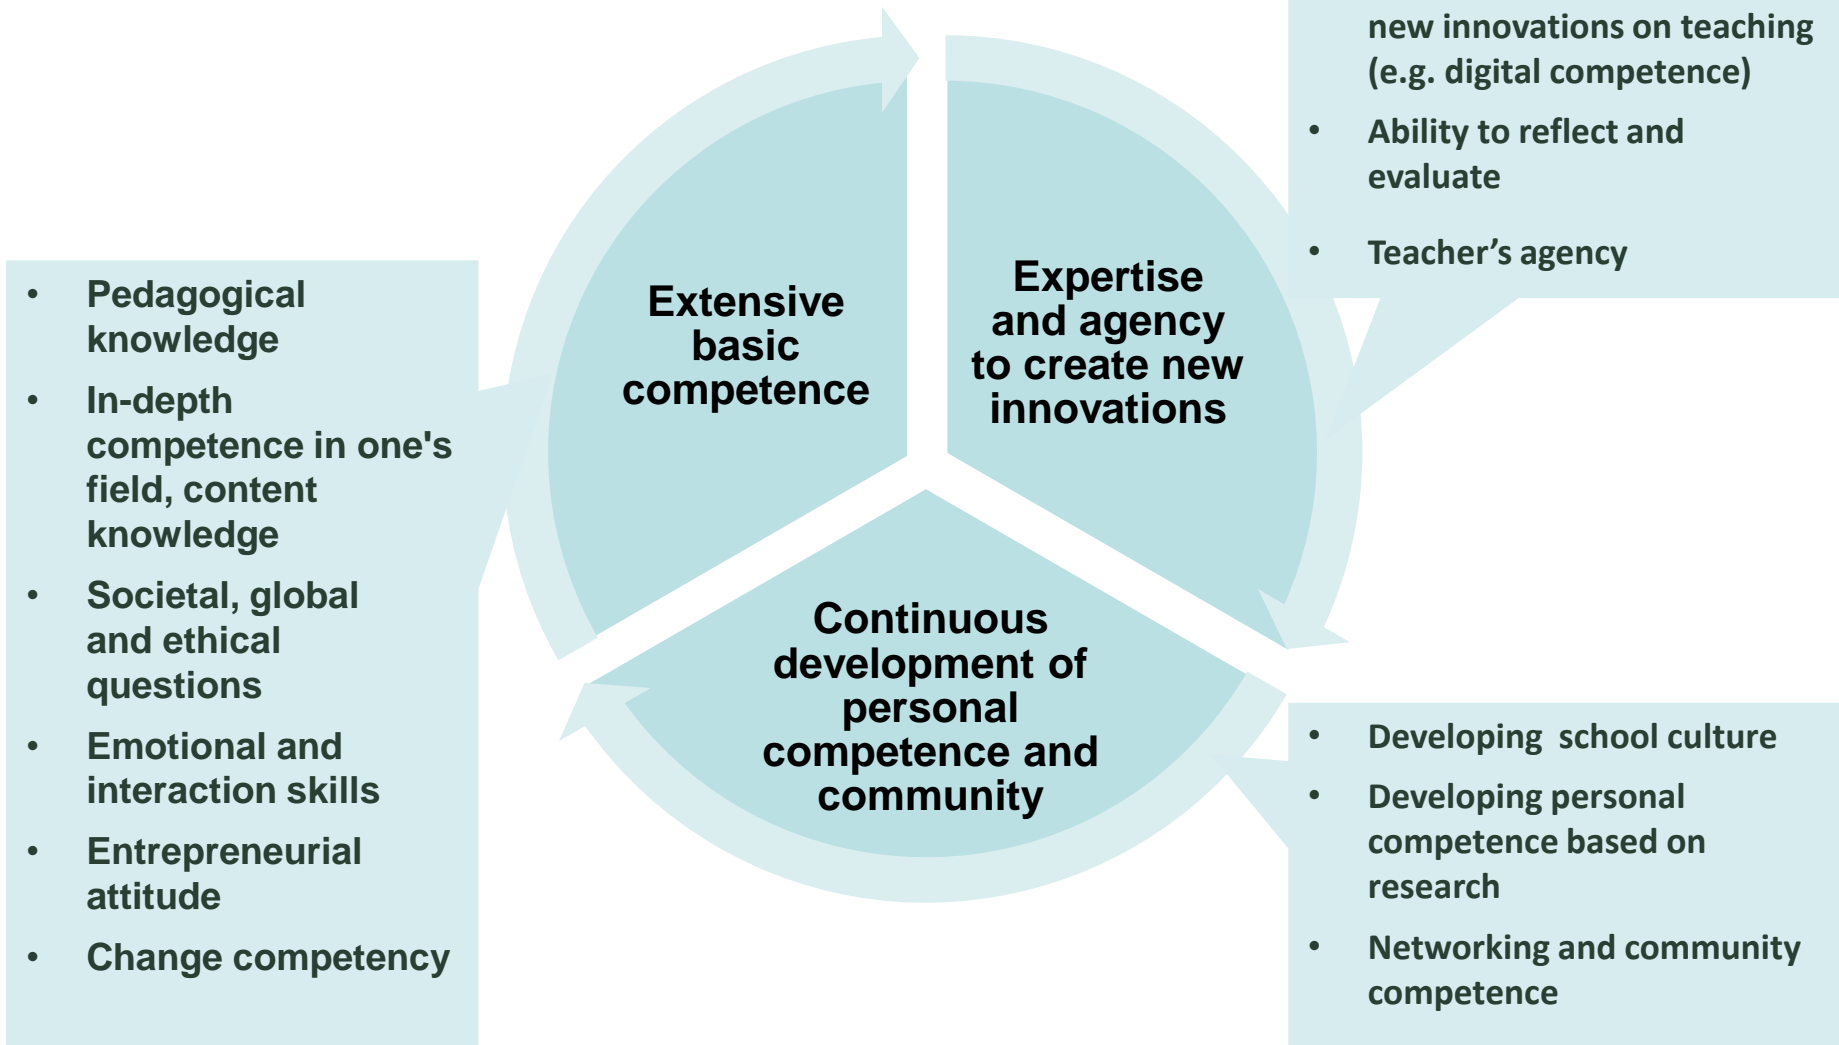 new innovations on teaching
(e.g. digital competence)
• Ability to reflect and
evaluate
• Teacher’s agency
Extensive
basic
competence
Expertise
and agency
to create new
innovations
Continuous
development of
personal
competence and
community
• Pedagogical
knowledge
• In-depth
competence in one's
field, content
knowledge
• Societal, global
and ethical
questions
• Emotional and
interaction skills
• Entrepreneurial
attitude
• Change competency
• Developing  school culture
• Developing personal
competence based on
research
• Networking and community
competence